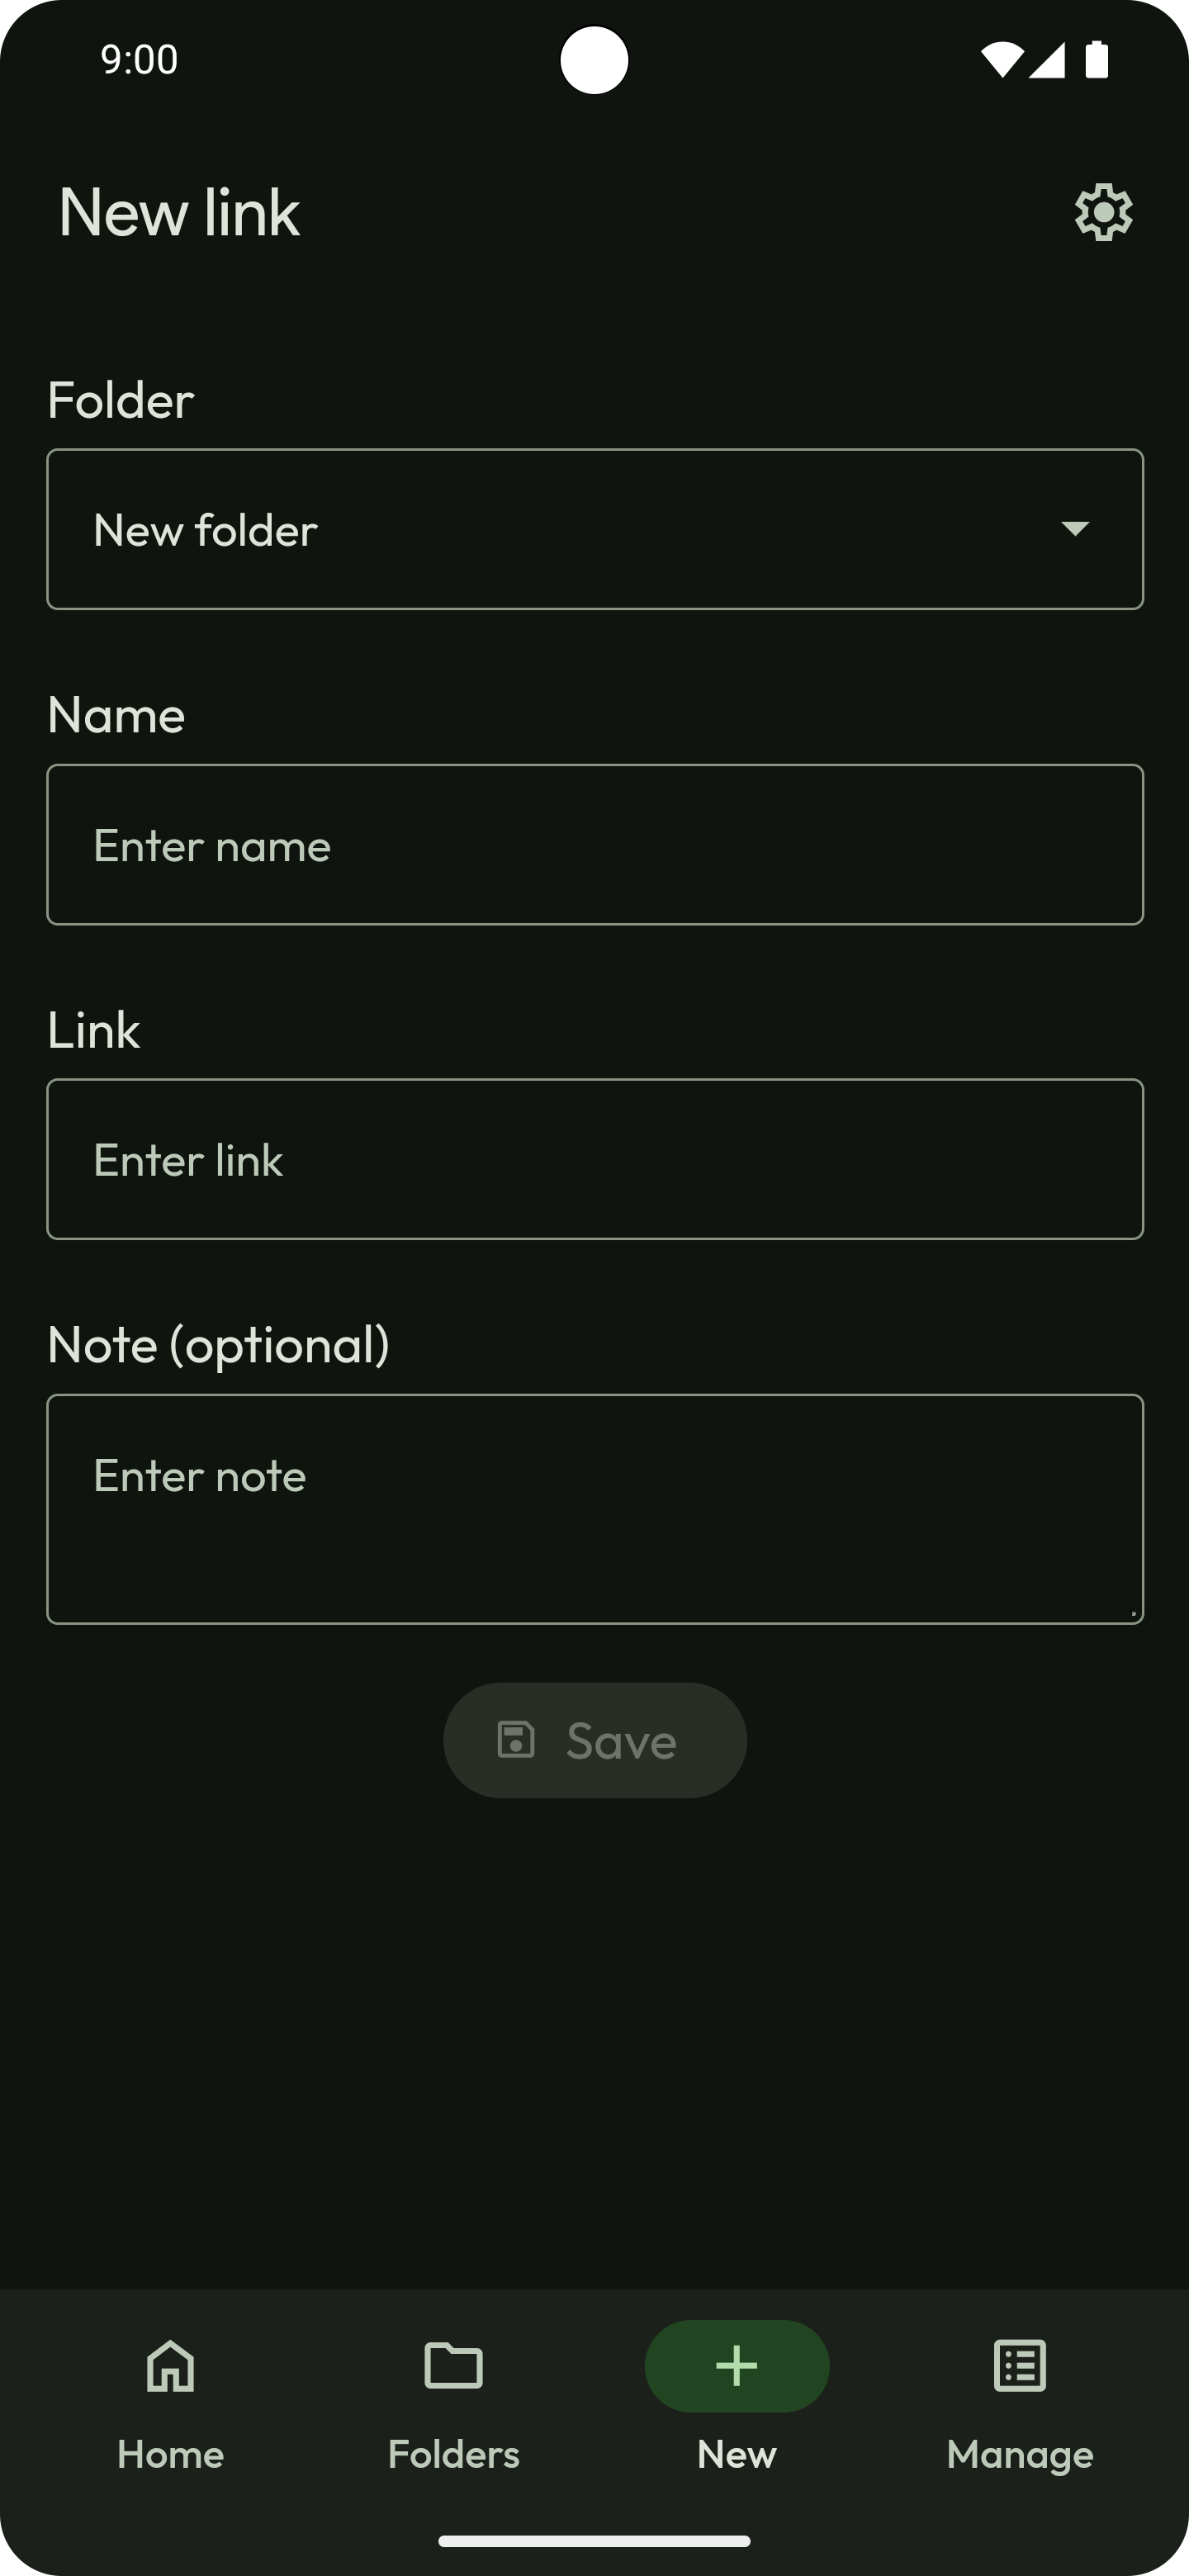 9:00
New link
Folder
New folder
Name
Enter name
Link
Enter link
Note (optional)
Enter note
Save
Home
Folders
New
Manage